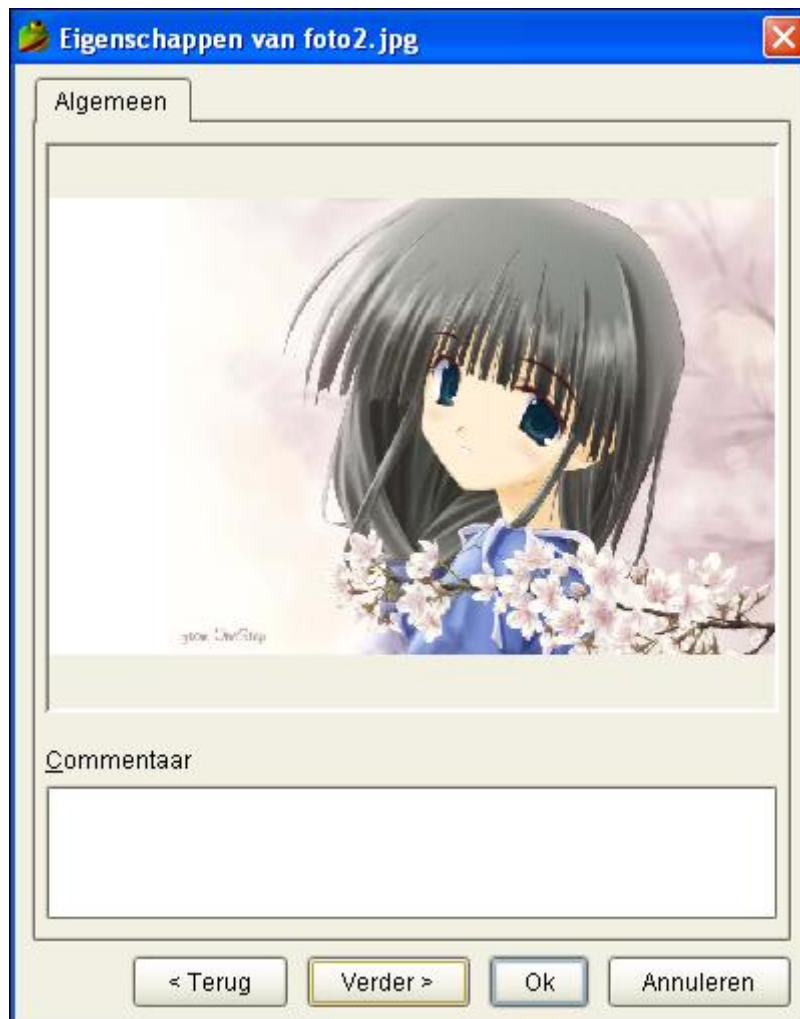 Eigenschappen van foto2.jpg
Algemeen
Commentaar
< Terug
Verder >
Ok
Annuleren